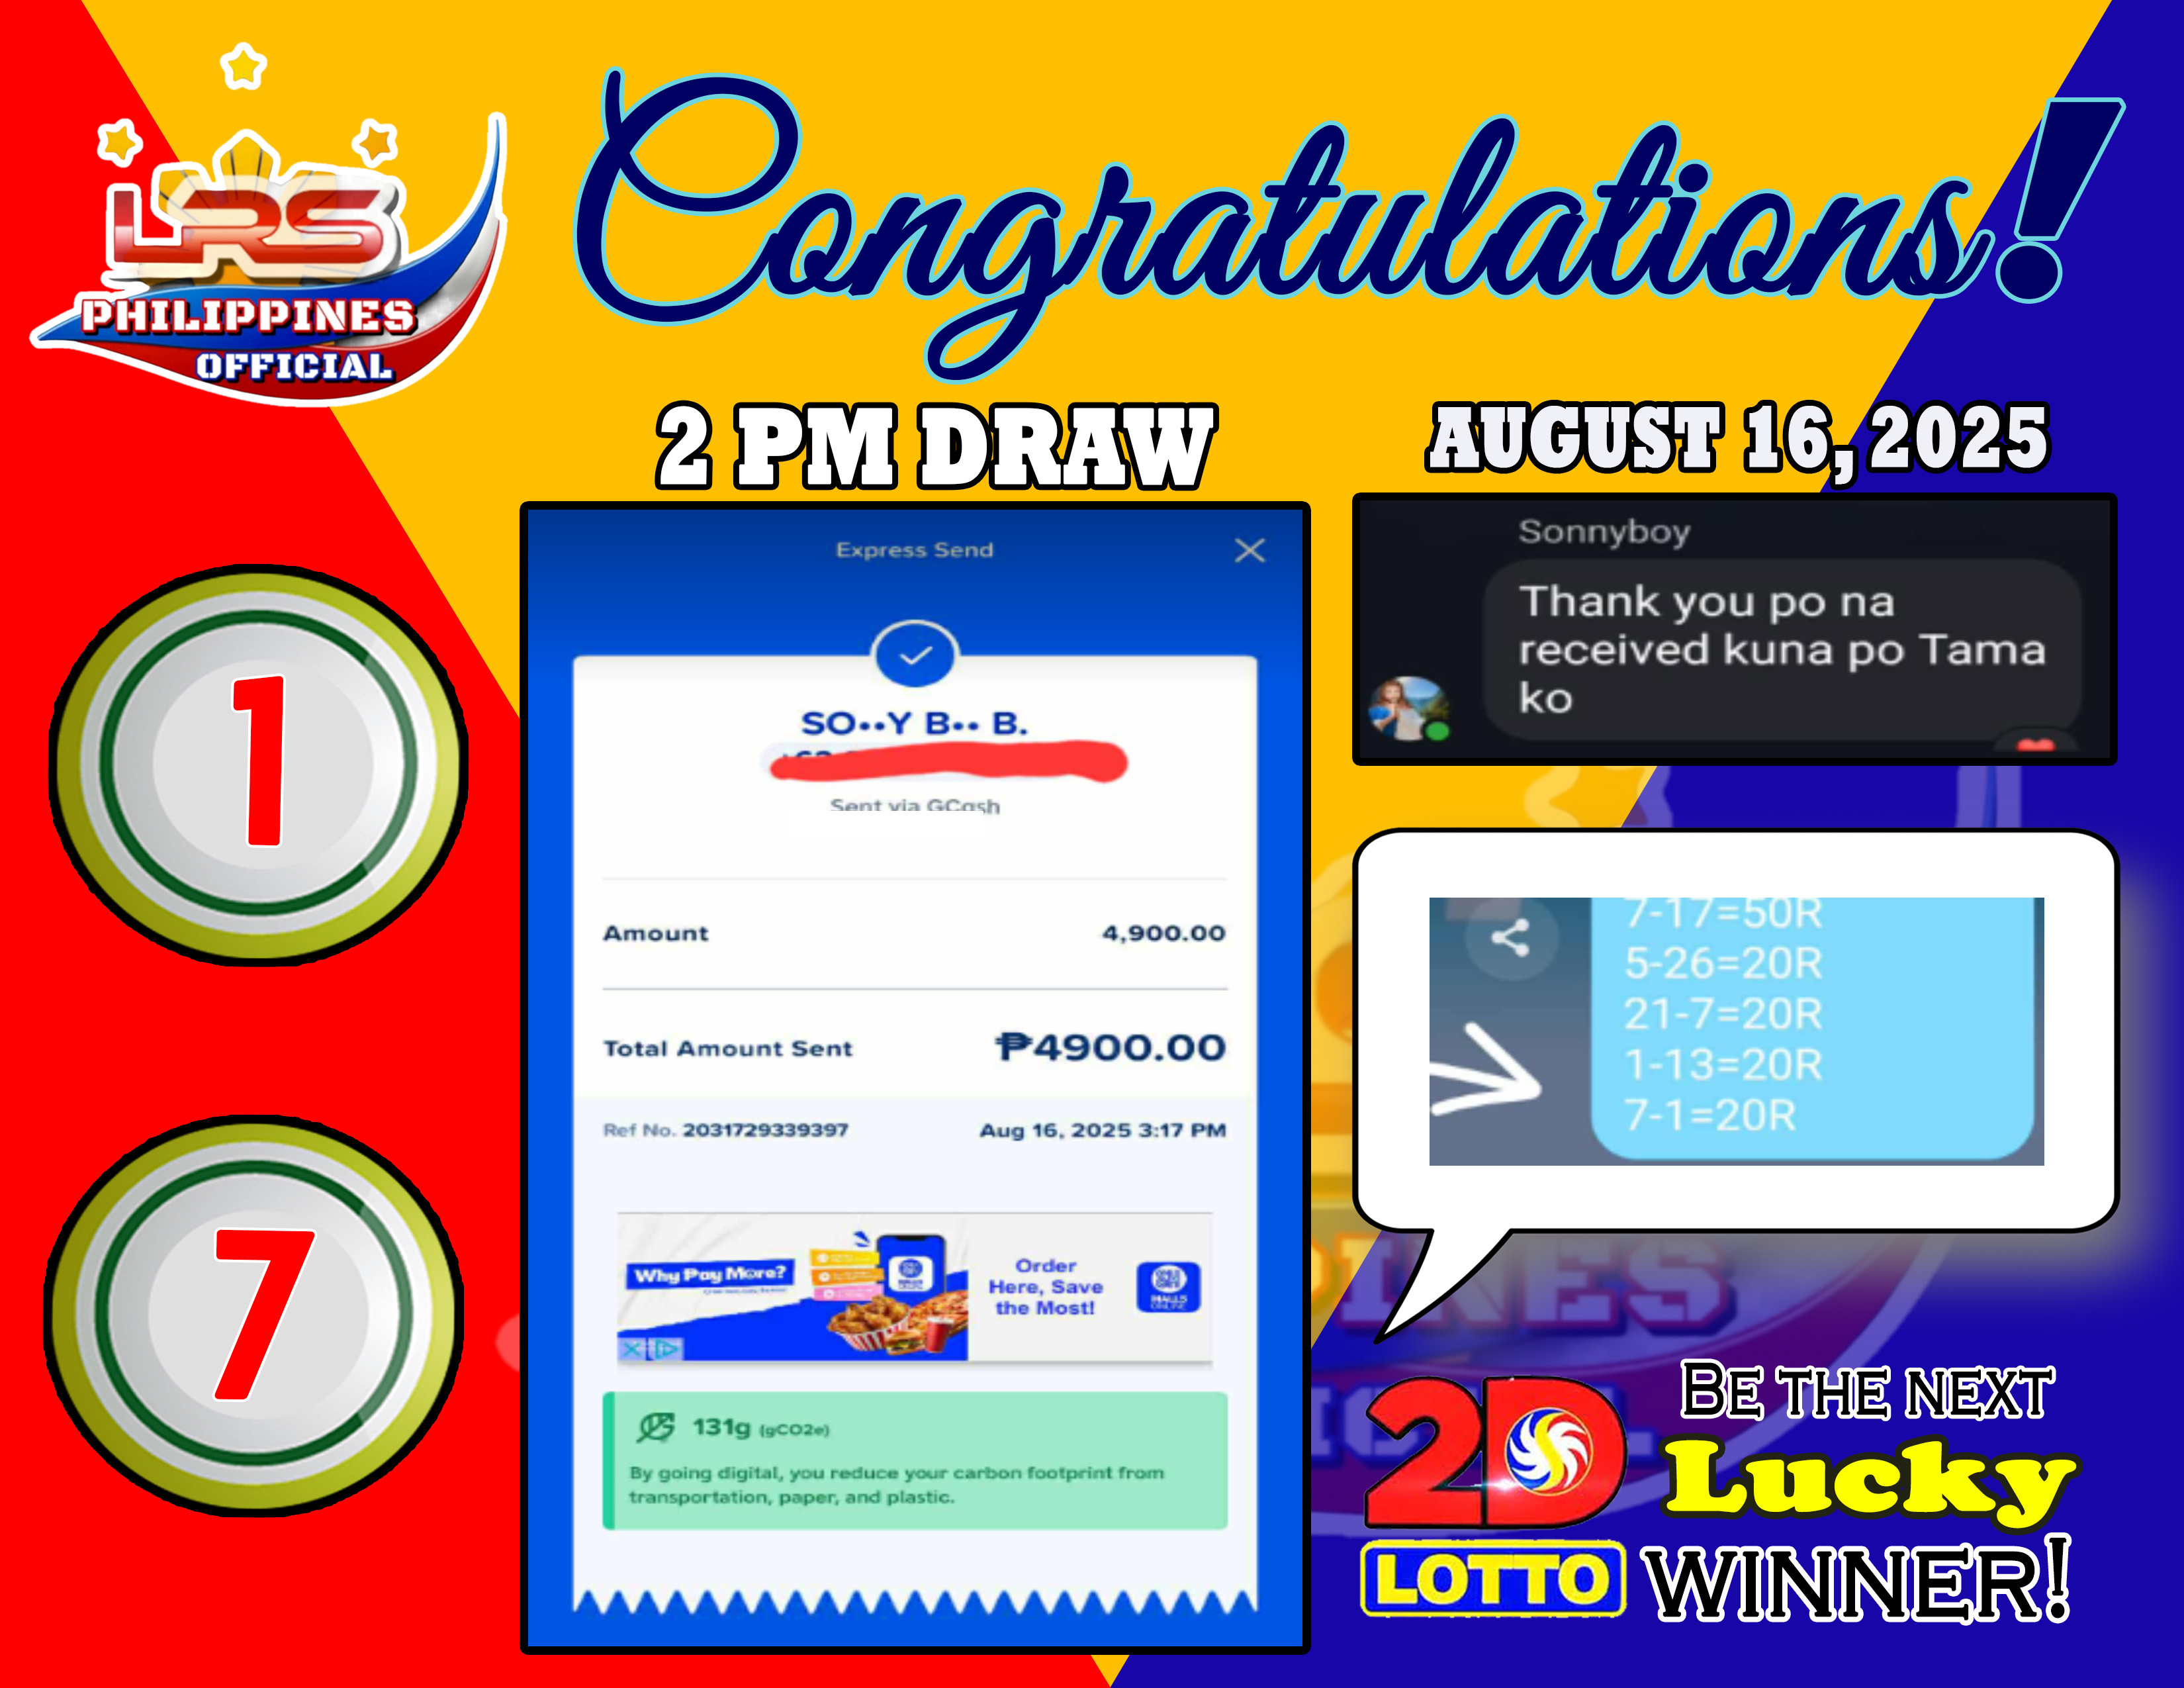 LRS
PHILIPPINES
OFFICIAL
Congratulations!
2 PM DRAW
AUGUST 16, 2025
1
7
Express Send
SO••Y B•• B.
Sent via GCash
Amount 4,900.00
Total Amount Sent ₱4900.00
Ref No. 2031729339397 Aug 16, 2025 3:17 PM
Why Pay More?
Order
Here, Save
the Most!
131g (gCO2e)
By going digital, you reduce your carbon footprint from
transportation, paper, and plastic.
Sonnyboy
Thank you po na
received kuna po Tama
ko
7-17=50R
5-26=20R
21-7=20R
1-13=20R
7-1=20R
2D
LOTTO
BE THE NEXT
Lucky
WINNER!